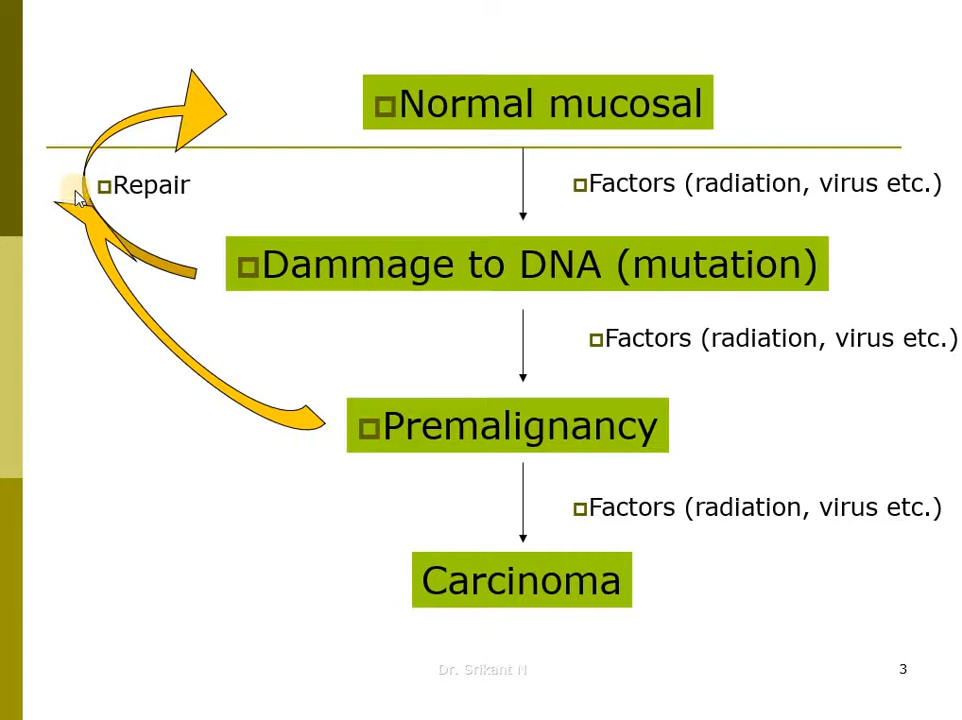 Normal mucosal
Repair
Factors (radiation, virus etc.)
Dammage to DNA (mutation)
Factors (radiation, virus etc.)
Premalignancy
Factors (radiation, virus etc.)
Carcinoma
Dr. Srikant N
3